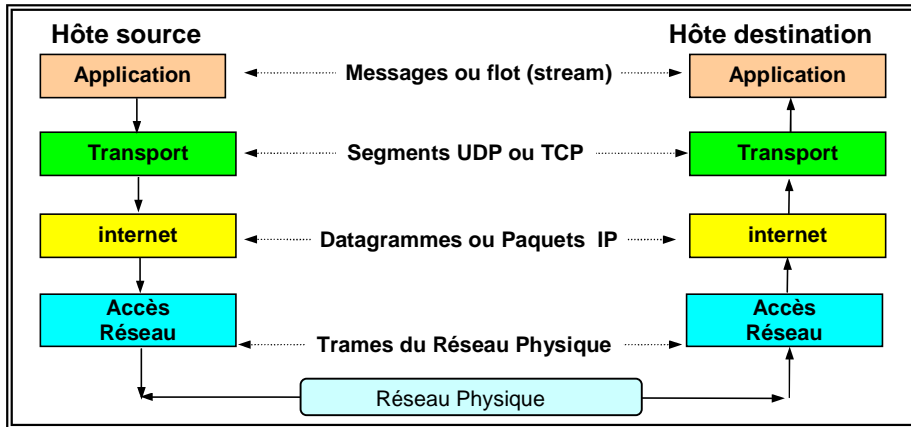 Hôte source
Hôte destination
Application
Messages ou flot (stream)
Application
Transport
Segments UDP ou TCP
Transport
internet
Datagrammes ou Paquets IP
internet
Accès
Réseau
Trames du Réseau Physique
Accès
Réseau
Réseau Physique